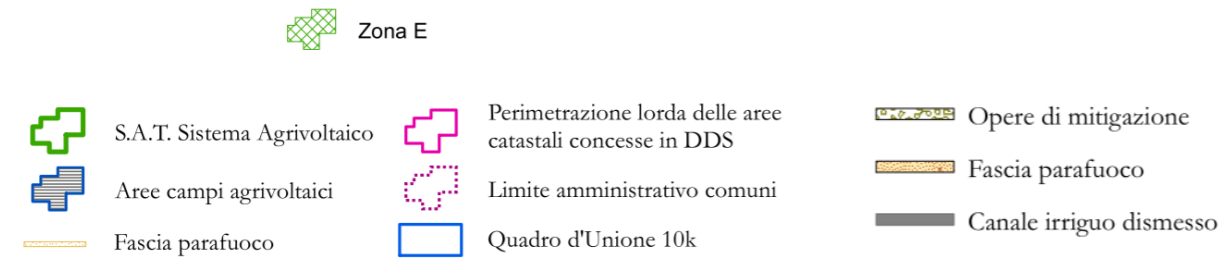 Zona E
S.A.T. Sistema Agrivoltaico
Aree campi agrivoltaici
Fascia parafuoco
Perimetrazione lorda delle aree
catastali concesse in DDS
Limite amministrativo comuni
Quadro d'Unione 10k
Opere di mitigazione
Fascia parafuoco
Canale irriguo dismesso